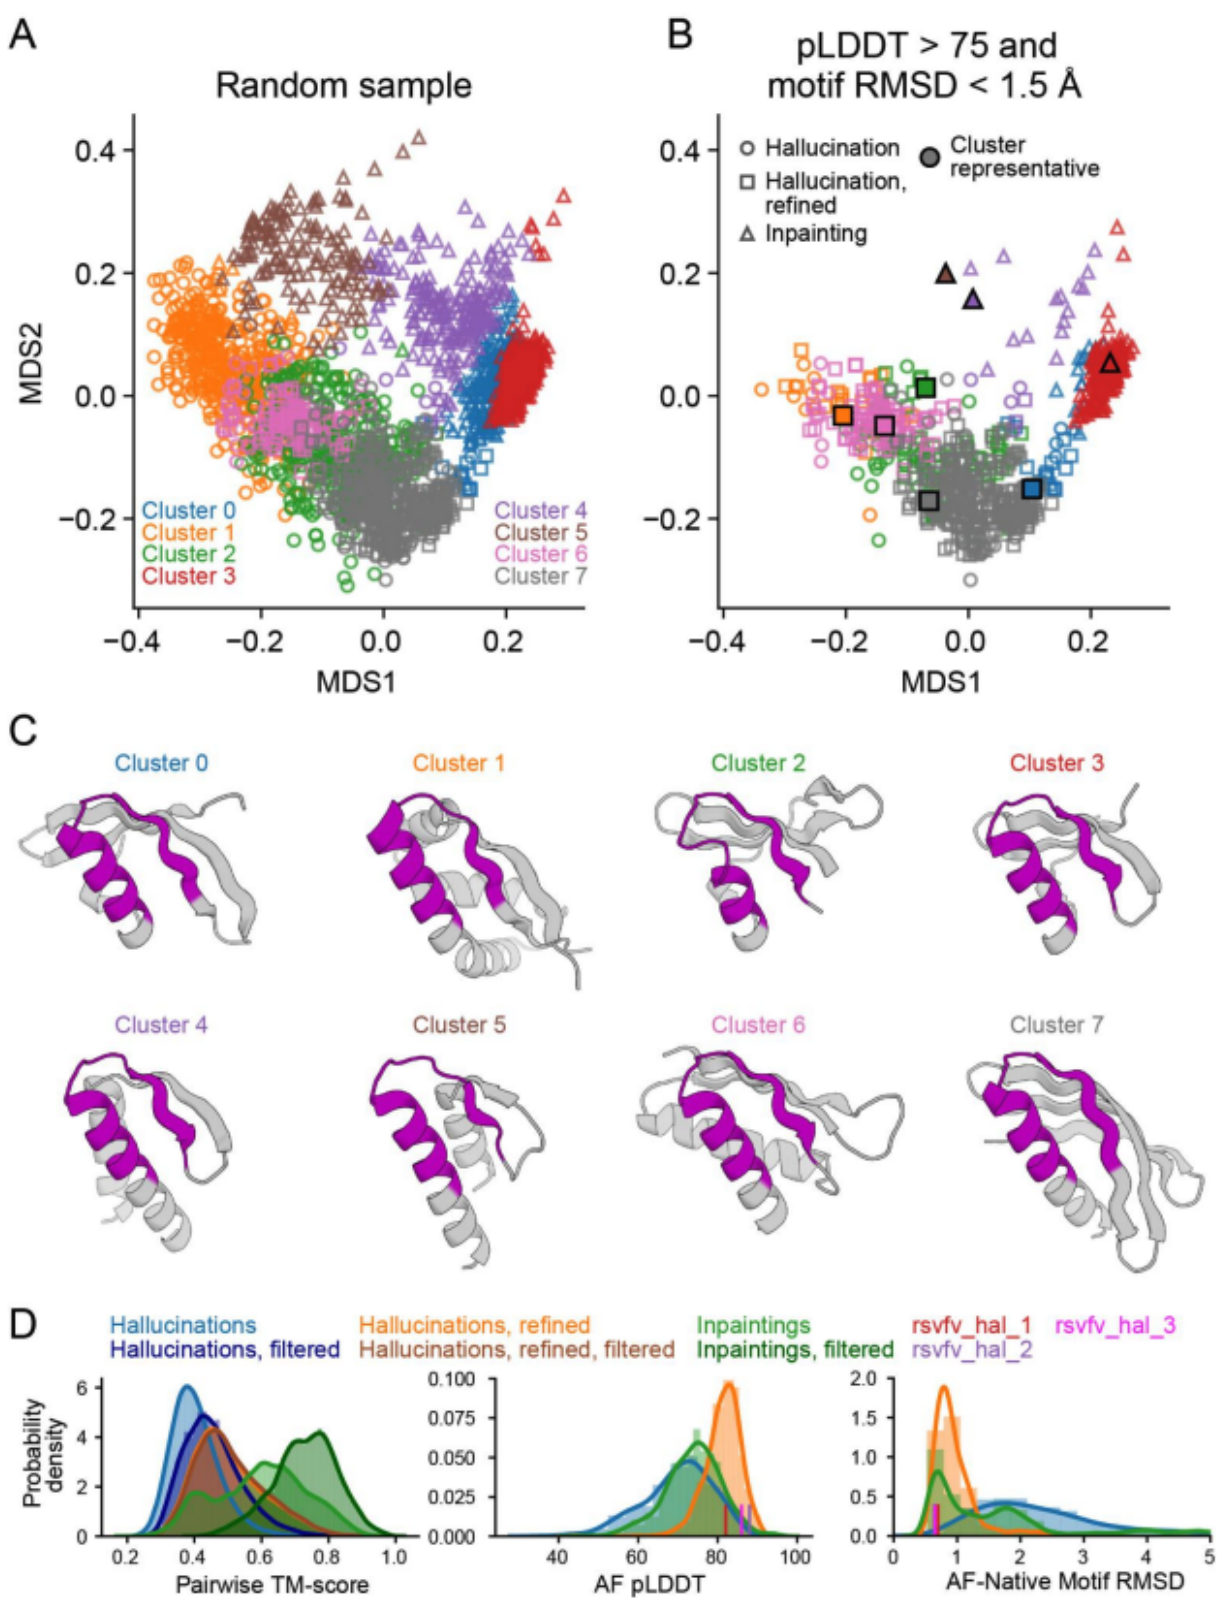 A
B
Random sample
pLDDT > 75 and
motif RMSD < 1.5 Å
MDS2
0.4
0.2
0.0
−0.2
Cluster 0
Cluster 1
Cluster 2
Cluster 3
Cluster 4
Cluster 5
Cluster 6
Cluster 7
−0.4
−0.2
0.0
0.2
MDS1
0.4
0.2
0.0
−0.2
Hallucination
Hallucination,
refined
Inpainting
Cluster
representative
−0.4
−0.2
0.0
0.2
MDS1
C
Cluster 0
Cluster 1
Cluster 2
Cluster 3
Cluster 4
Cluster 5
Cluster 6
Cluster 7
D
Hallucinations
Hallucinations, filtered
Hallucinations, refined
Hallucinations, refined, filtered
Inpaintings
Inpaintings, filtered
rsvfv_hal_1
rsvfv_hal_2
rsvfv_hal_3
Probability
density
6
4
2
0
0.2
0.4
0.6
0.8
1.0
Pairwise TM-score
0.100
0.075
0.050
0.025
0.000
40
60
80
100
AF pLDDT
2.0
1.5
1.0
0.5
0.0
0
1
2
3
4
5
AF-Native Motif RMSD